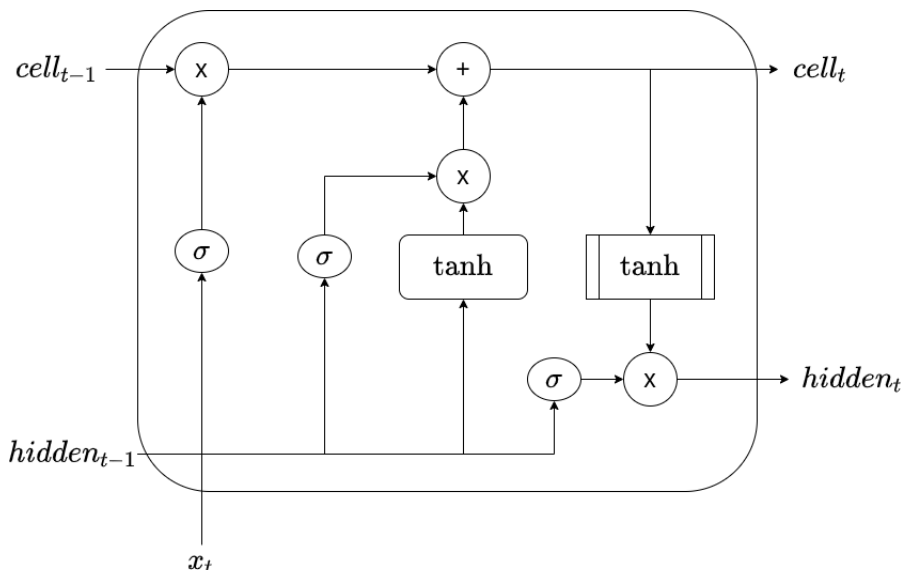 cell_{t-1}
x
+
cell_t
x
σ
σ
tanh
tanh
σ
x
hidden_t
hidden_{t-1}
x_t